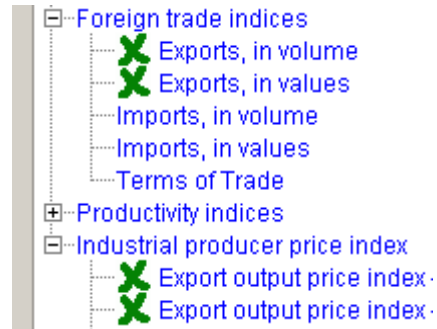 Foreign trade indices
Exports, in volume
Exports, in values
Imports, in volume
Imports, in values
Terms of Trade
Productivity indices
Industrial producer price index
Export output price index -
Export output price index -